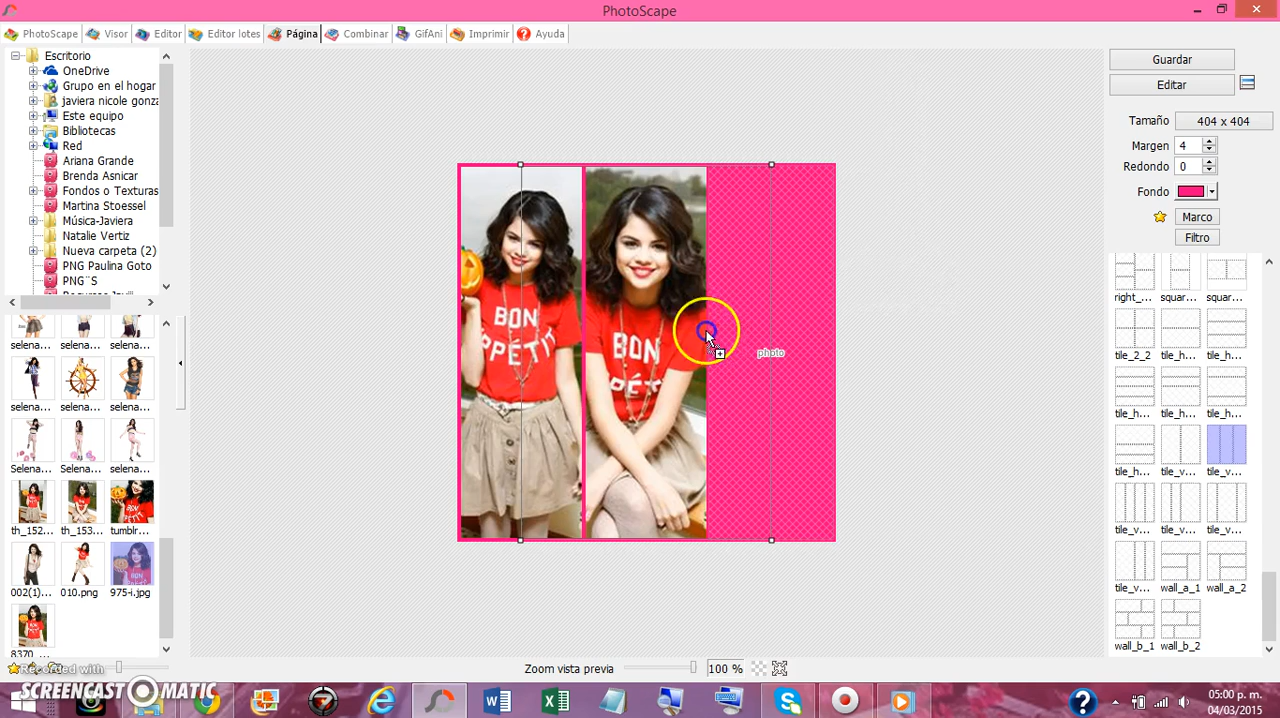 PhotoScape
PhotoScape Visor Editor Editor lotes Página Combinar GifAni Imprimir Ayuda
Escritorio
OneDrive
Grupo en el hogar
javiera nicole gonza
Este equipo
Bibliotecas
Red
Ariana Grande
Brenda Asnicar
Fondos o Texturas
Martina Stoessel
Música-Javiera
Natalie Vertiz
Nueva carpeta (2)
PNG Paulina Goto
PNG¨S
selena... selena... selena...
selena... selena... selena...
Selena... Selena... selena...
th_152... th_153... tumblr...
002(1)... 010.png 975-i.jpg
8370
BON
BON
PÉTIT
photo
Guardar
Editar
Tamaño 404 x 404
Margen 4
Redondo 0
Fondo
Marco
Filtro
right_... squar... squar...
tile_2_2 tile_h... tile_h...
tile_h... tile_h... tile_h...
tile_h... tile_v... tile_v...
tile_v... tile_v... tile_v...
tile_v... wall_a_1 wall_a_2
wall_b_1 wall_b_2
Zoom vista previa 100 %
Recorded with
SCREENCAST MATIC
05:00 p. m.
04/03/2015